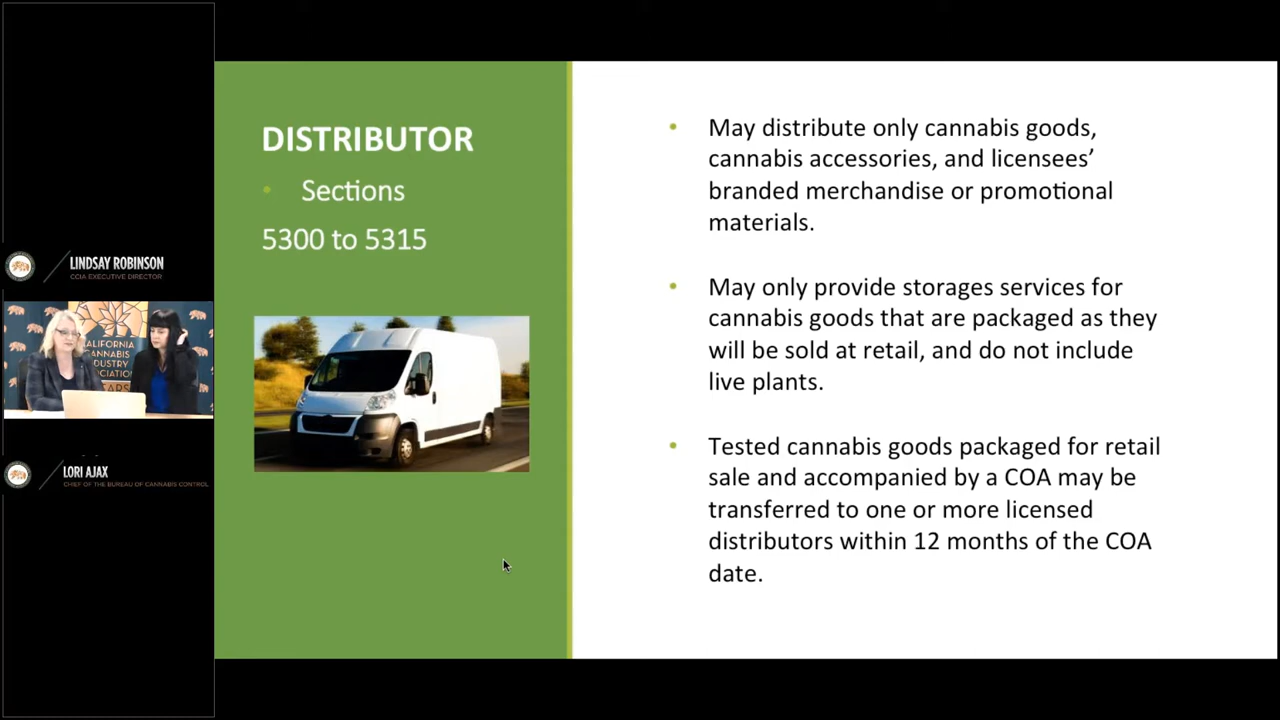 DISTRIBUTOR
• Sections
5300 to 5315
• May distribute only cannabis goods,
cannabis accessories, and licensees’
branded merchandise or promotional
materials.
• May only provide storages services for
cannabis goods that are packaged as they
will be sold at retail, and do not include
live plants.
• Tested cannabis goods packaged for retail
sale and accompanied by a COA may be
transferred to one or more licensed
distributors within 12 months of the COA
date.
LINDSAY ROBINSON
CCIA EXECUTIVE DIRECTOR
CALIFORNIA
CANNABIS
INDUSTRY
LORI AJAX
CHIEF OF THE BUREAU OF CANNABIS CONTROL